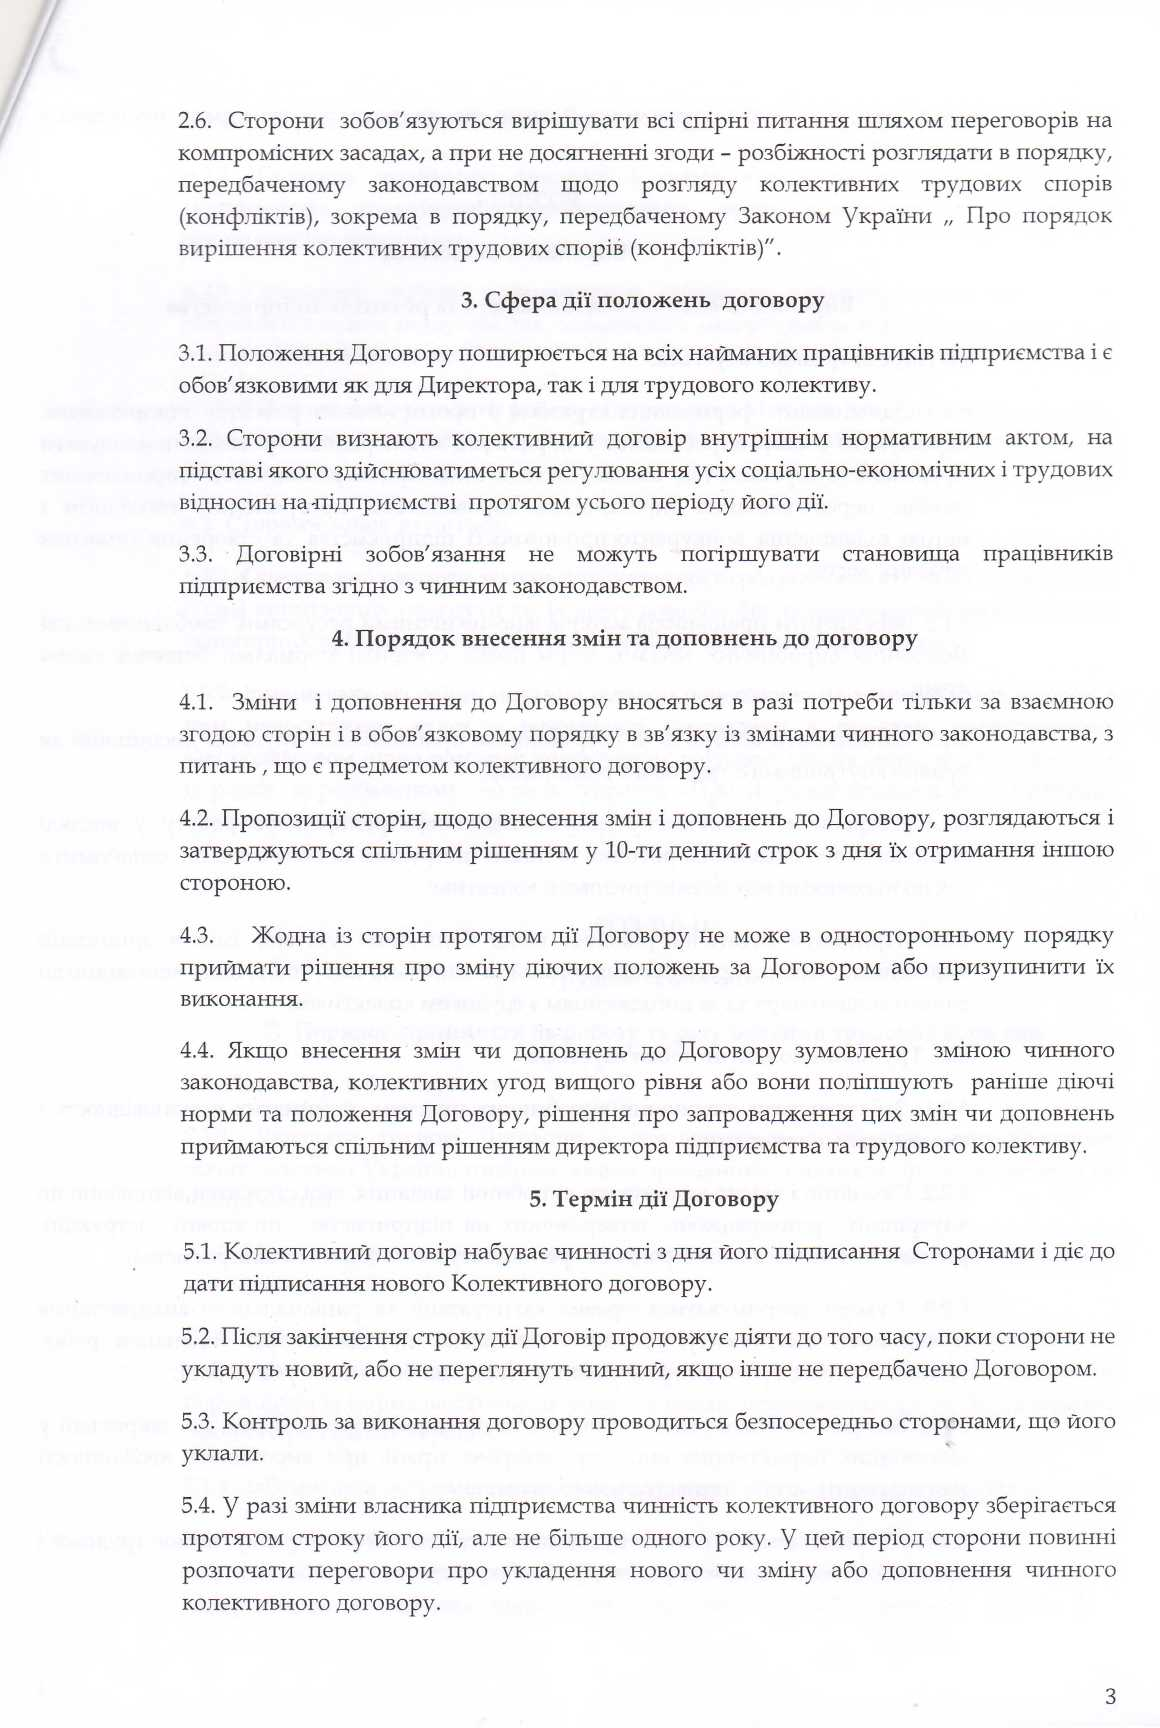 2.6. Сторони зобов’язуються вирішувати всі спірні питання шляхом переговорів на
компромісних засадах, а при не досягненні згоди – розбіжності розглядати в порядку,
передбаченому законодавством щодо розгляду колективних трудових спорів
(конфліктів), зокрема в порядку, передбаченому Законом України „ Про порядок
вирішення колективних трудових спорів (конфліктів)”.
3. Сфера дії положень договору
3.1. Положення Договору поширюється на всіх найманих працівників підприємства і є
обов’язковими як для Директора, так і для трудового колективу.
3.2. Сторони визнають колективний договір внутрішнім нормативним актом, на
підставі якого здійснюватиметься регулювання усіх соціально-економічних і трудових
відносин на підприємстві протягом усього періоду його дії.
3.3. Договірні зобов’язання не можуть погіршувати становища працівників
підприємства згідно з чинним законодавством.
4. Порядок внесення змін та доповнень до договору
4.1. Зміни і доповнення до Договору вносяться в разі потреби тільки за взаємною
згодою сторін і в обов’язковому порядку в зв’язку із змінами чинного законодавства, з
питань , що є предметом колективного договору.
4.2. Пропозиції сторін, щодо внесення змін і доповнень до Договору, розглядаються і
затверджуються спільним рішенням у 10-ти денний строк з дня їх отримання іншою
стороною.
4.3. Жодна із сторін протягом дії Договору не може в односторонньому порядку
приймати рішення про зміну діючих положень за Договором або призупинити їх
виконання.
4.4. Якщо внесення змін чи доповнень до Договору зумовлено зміною чинного
законодавства, колективних угод вищого рівня або вони поліпшують раніше діючі
норми та положення Договору, рішення про запровадження цих змін чи доповнень
приймаються спільним рішенням директора підприємства та трудового колективу.
5. Термін дії Договору
5.1. Колективний договір набуває чинності з дня його підписання Сторонами і діє до
дати підписання нового Колективного договору.
5.2. Після закінчення строку дії Договір продовжує діяти до того часу, поки сторони не
укладуть новий, або не переглянуть чинний, якщо інше не передбачено Договором.
5.3. Контроль за виконання договору проводиться безпосередньо сторонами, що його
уклали.
5.4. У разі зміни власника підприємства чинність колективного договору зберігається
протягом строку його дії, але не більше одного року. У цей період сторони повинні
розпочати переговори про укладення нового чи зміну або доповнення чинного
колективного договору.
3